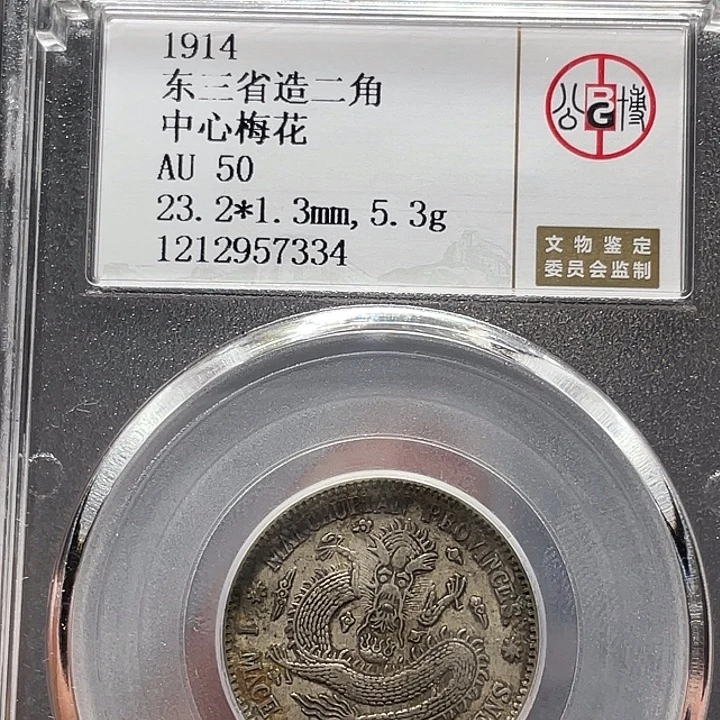 1914
东三省造二角
中心梅花
AU 50
23.2*1.3mm,5.3g
1212957334
公博
BG
文物鉴定
委员会监制
MANCHURIAN PROVINCES